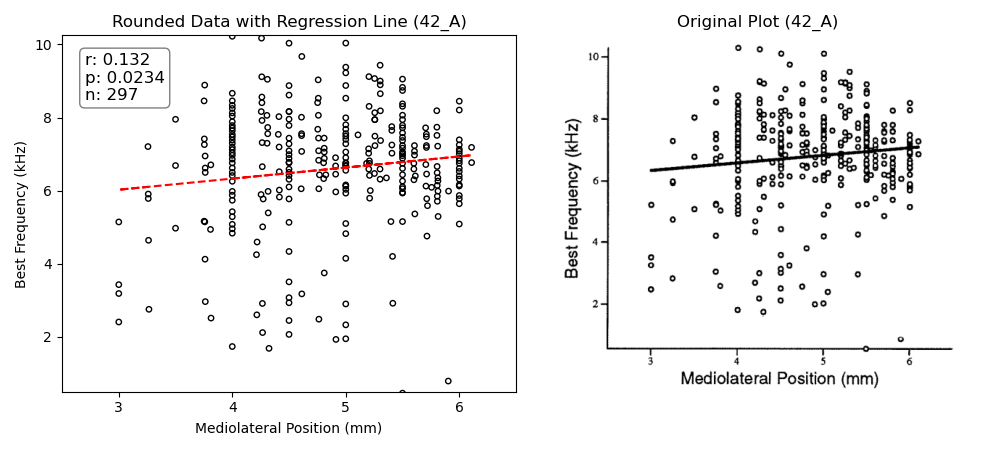 Rounded Data with Regression Line (42_A)
r: 0.132
p: 0.0234
n: 297
10
8
6
4
2
Best Frequency (kHz)
3 4 5 6
Mediolateral Position (mm)
Original Plot (42_A)
10
8
6
4
2
Best Frequency (kHz)
3 4 5 6
Mediolateral Position (mm)